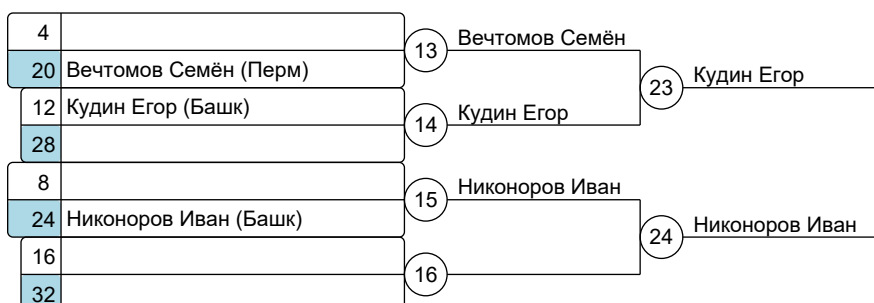 4
13
Вечтомов Семён
20 Вечтомов Семён (Перм)
23
Кудин Егор
12 Кудин Егор (Башк)
14
Кудин Егор
28
8
15
Никоноров Иван
24 Никоноров Иван (Башк)
24
Никоноров Иван
16
16
32